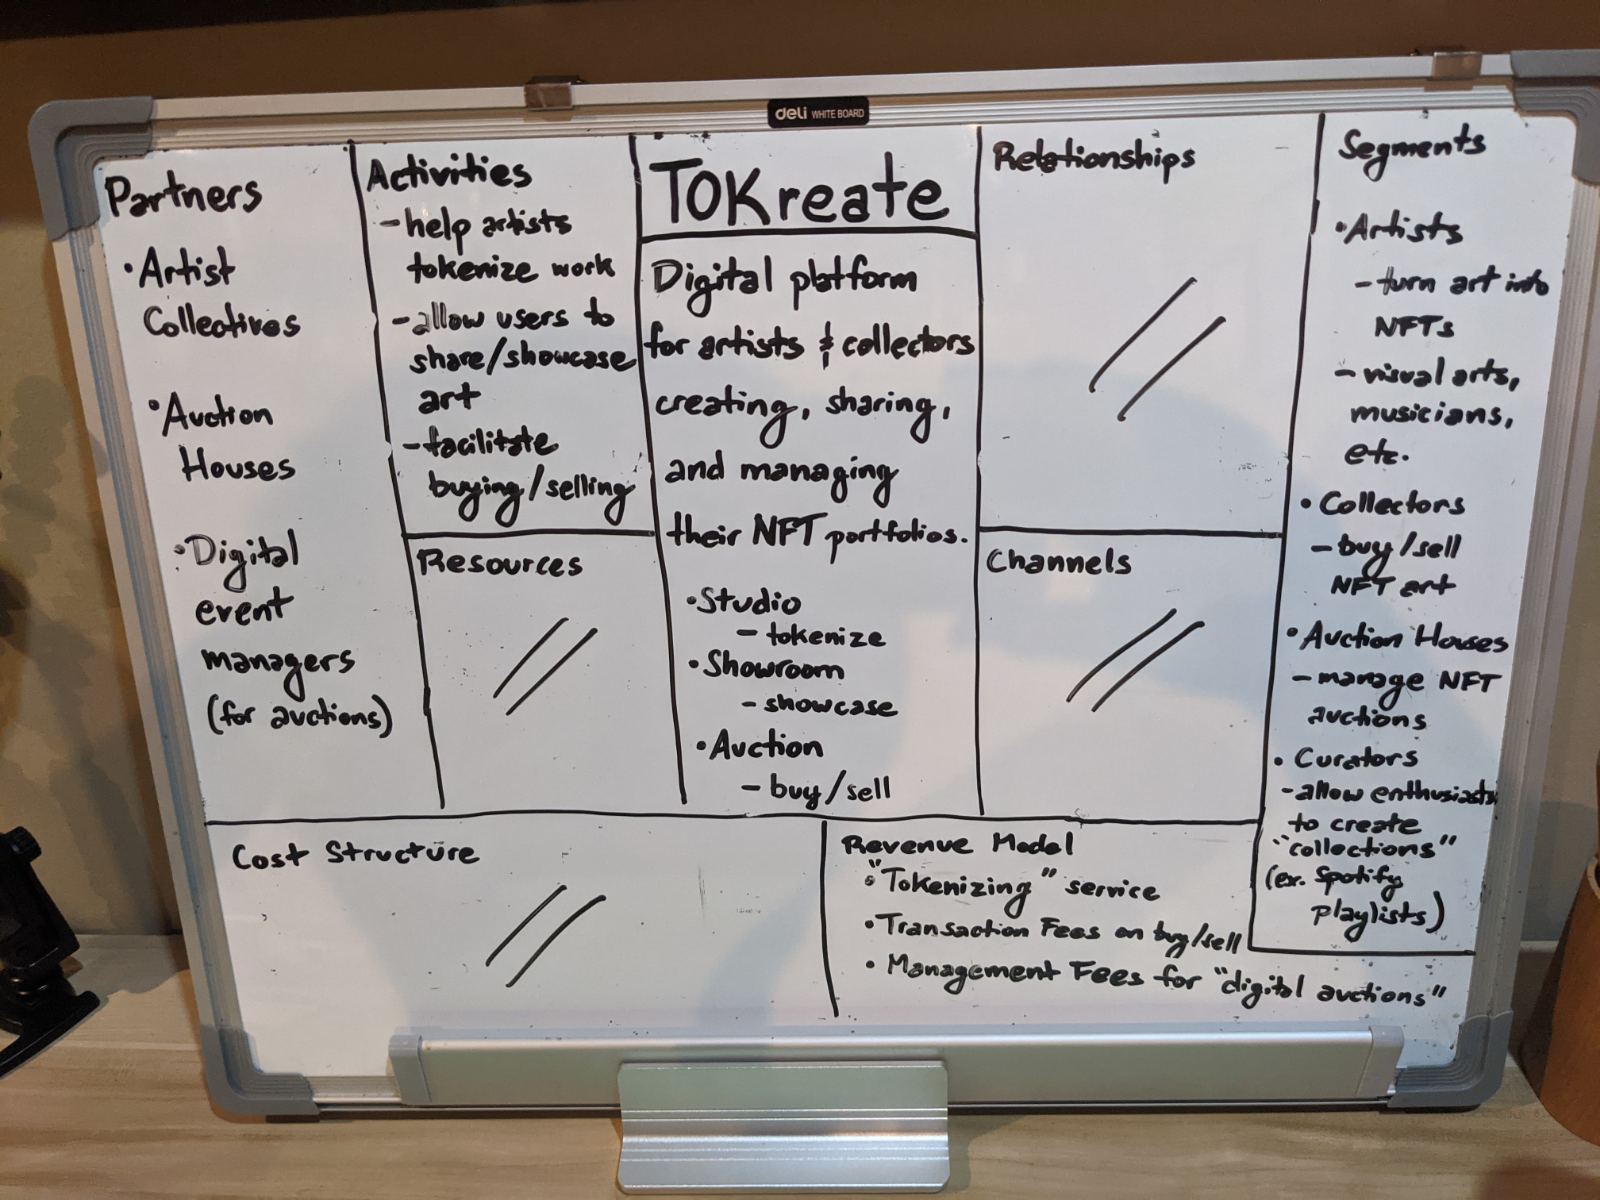 deli WHITE BOARD
Partners
•Artist
Collectives
•Auction
Houses
•Digital
event
managers
(for auctions)
Activities
-help artists
tokenize work
-allow users to
share/showcase
art
-facilitate
buying/selling
Resources
TOKreate
Digital platform
for artists & collectors
creating, sharing,
and managing
their NFT portfolios.
•Studio
- tokenize
•Showroom
- showcase
•Auction
- buy/sell
Relationships
Channels
Segments
•Artists
-turn art into
NFTs
- visual arts,
musicians,
etc.
• Collectors
-buy/sell
NFT art
•Auction Houses
-manage NFT
auctions
• Curators
-allow enthusiasts
to create
"collections"
(ex. Spotify
playlists)
Cost Structure
Revenue Model
• "Tokenizing" service
• Transaction Fees on buy/sell
• Management Fees for "digital auctions"